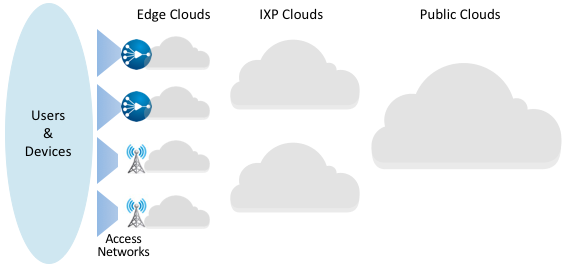 Edge Clouds
IXP Clouds
Public Clouds
Users
&
Devices
Access
Networks